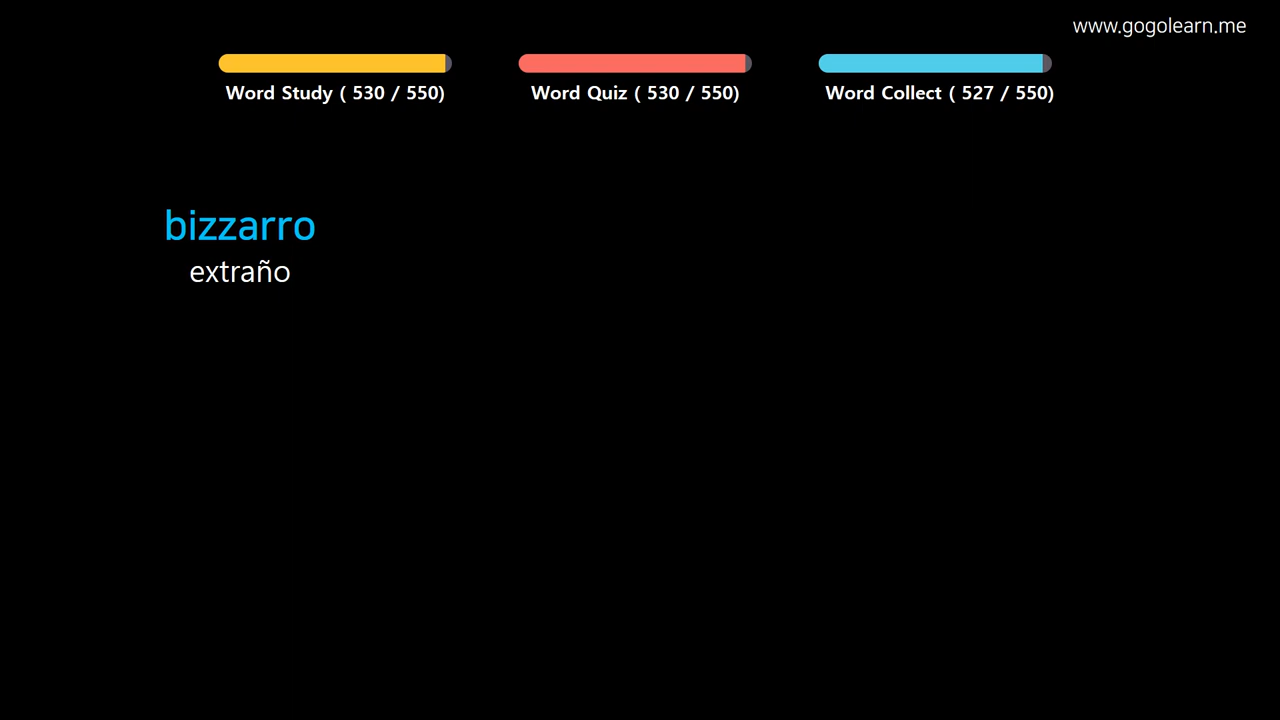 www.gogolearn.me
Word Study ( 530 / 550)
Word Quiz ( 530 / 550)
Word Collect ( 527 / 550)
bizzarro
extraño